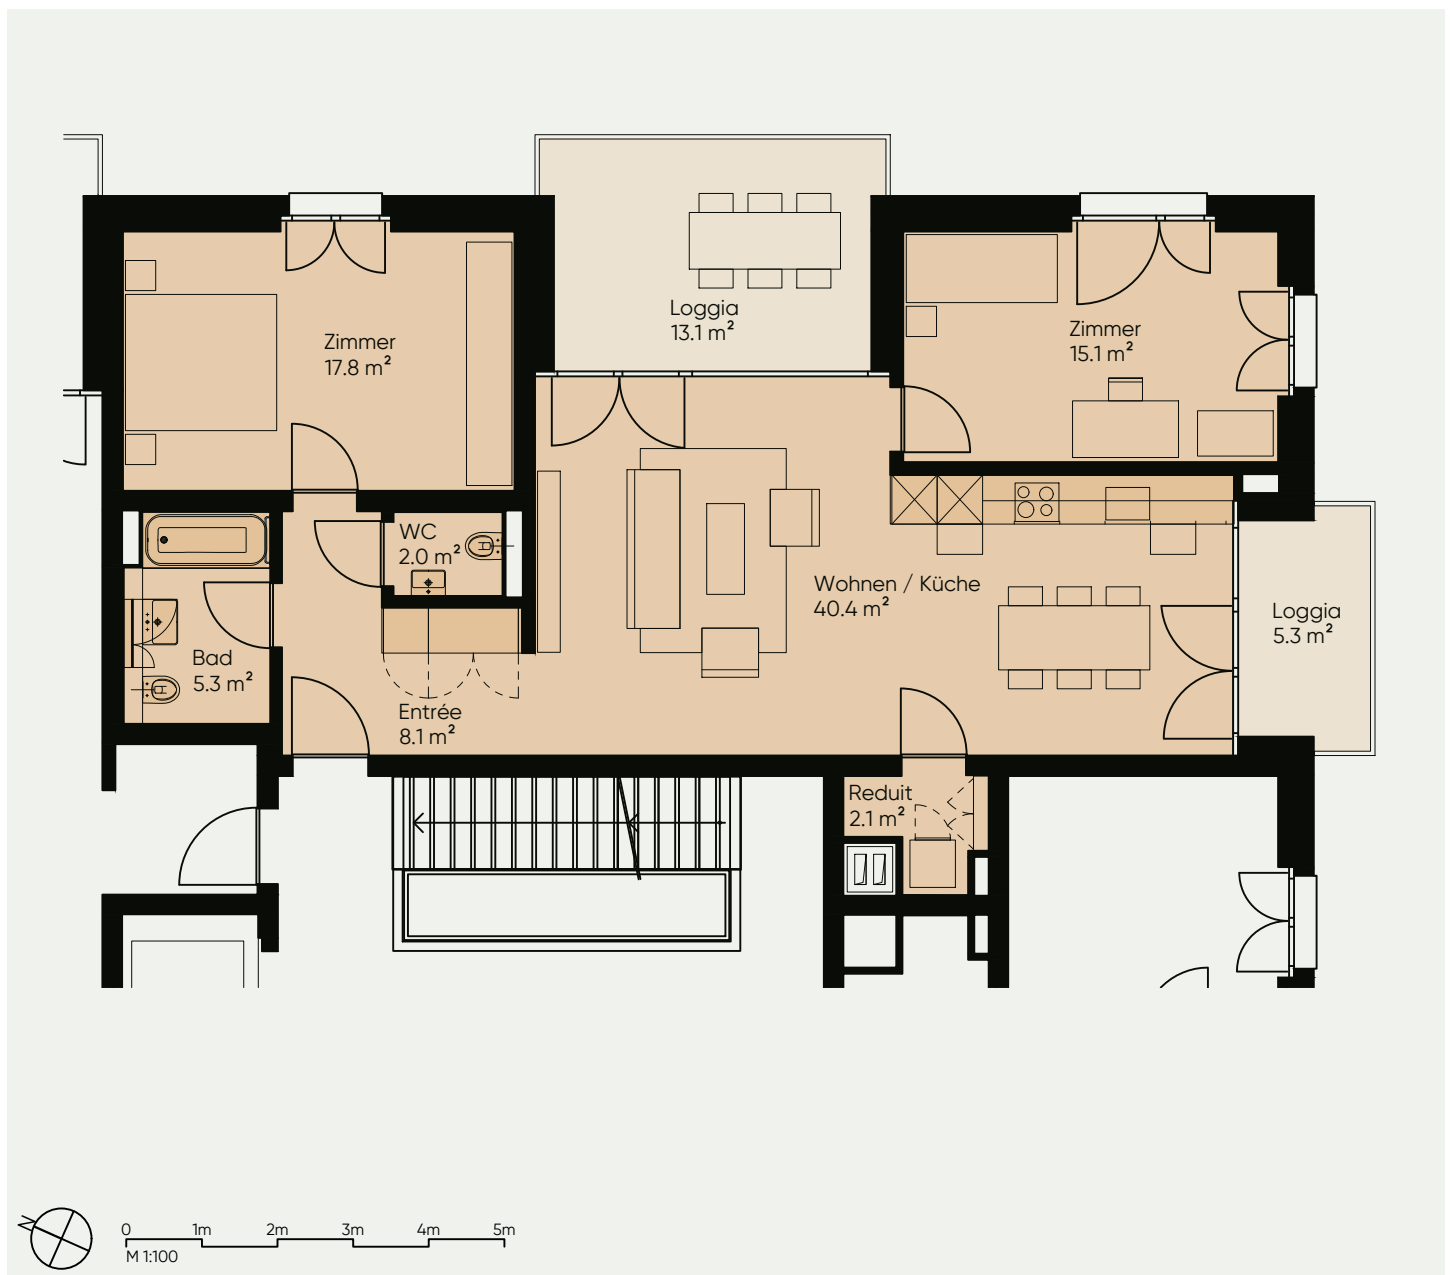 Loggia
13.1 m²
Zimmer
17.8 m²
Zimmer
15.1 m²
WC
2.0 m²
Wohnen / Küche
40.4 m²
Loggia
5.3 m²
Bad
5.3 m²
Entrée
8.1 m²
Reduit
2.1 m²
N
0 1m 2m 3m 4m 5m
M 1:100